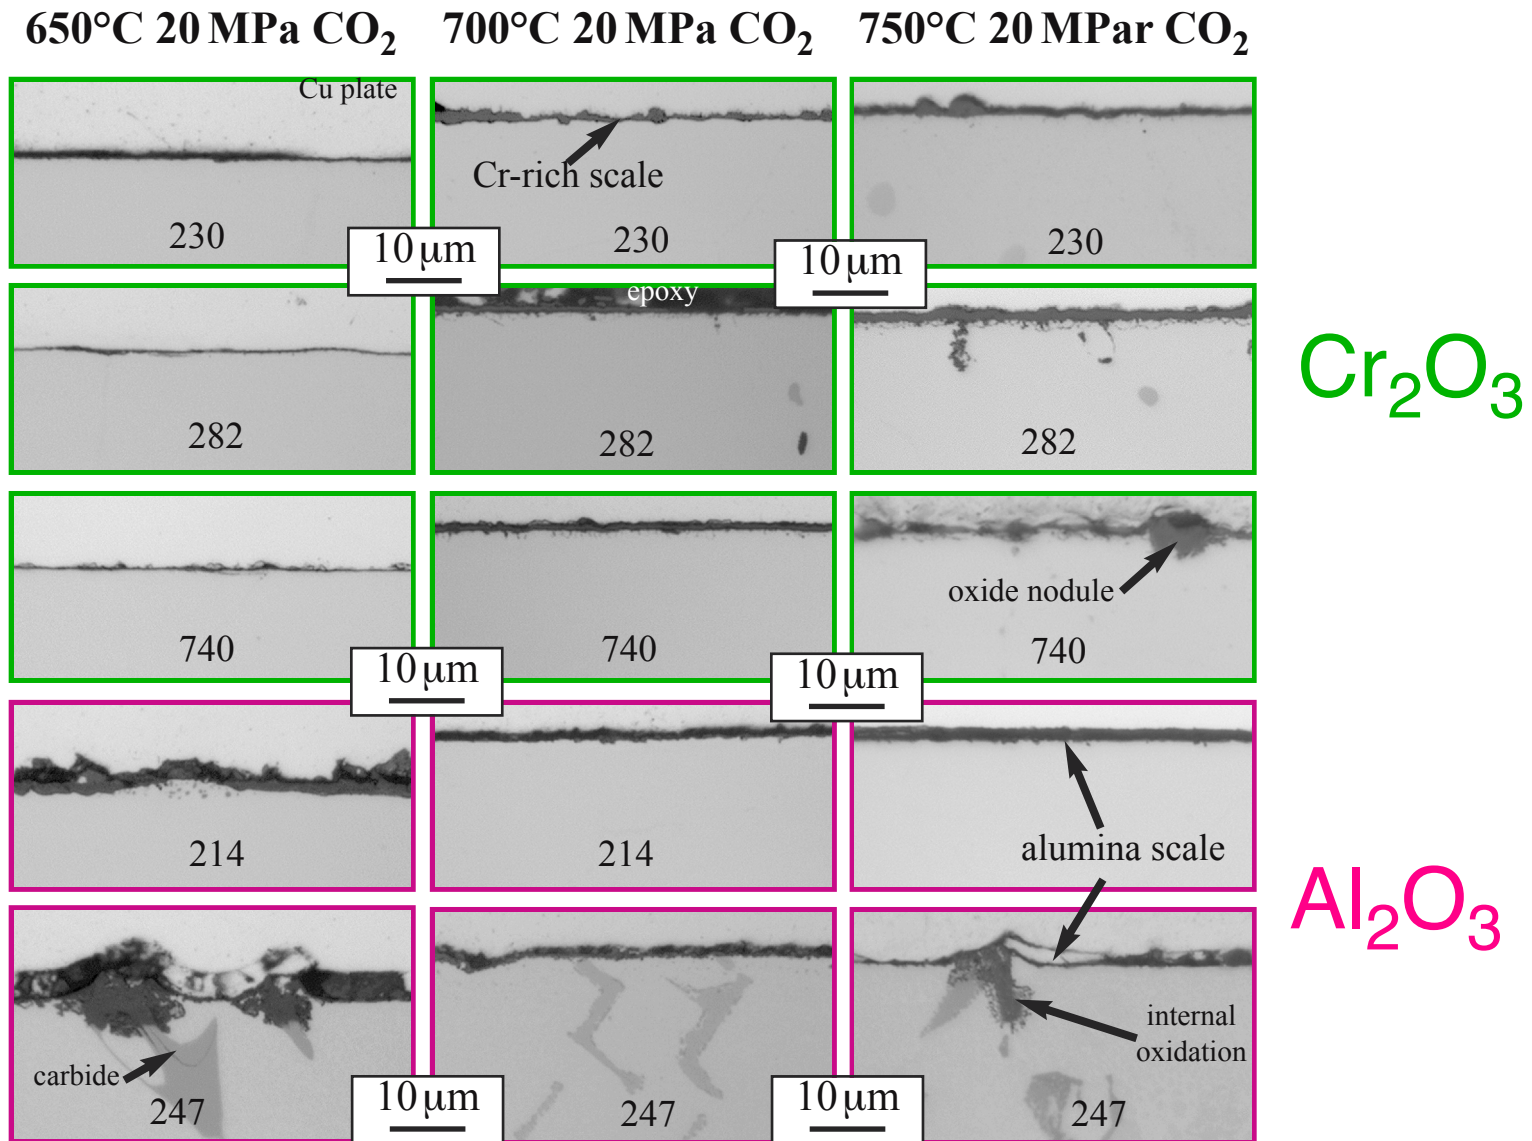 650°C 20 MPa CO₂ 700°C 20 MPa CO₂ 750°C 20 MPar CO₂
Cu plate
Cr-rich scale
230 230 230
10 μm 10 μm
epoxy
282 282 282
Cr₂O₃
oxide nodule
740 740 740
10 μm 10 μm
214 214
alumina scale
Al₂O₃
carbide
internal
oxidation
247 247 247
10 μm 10 μm